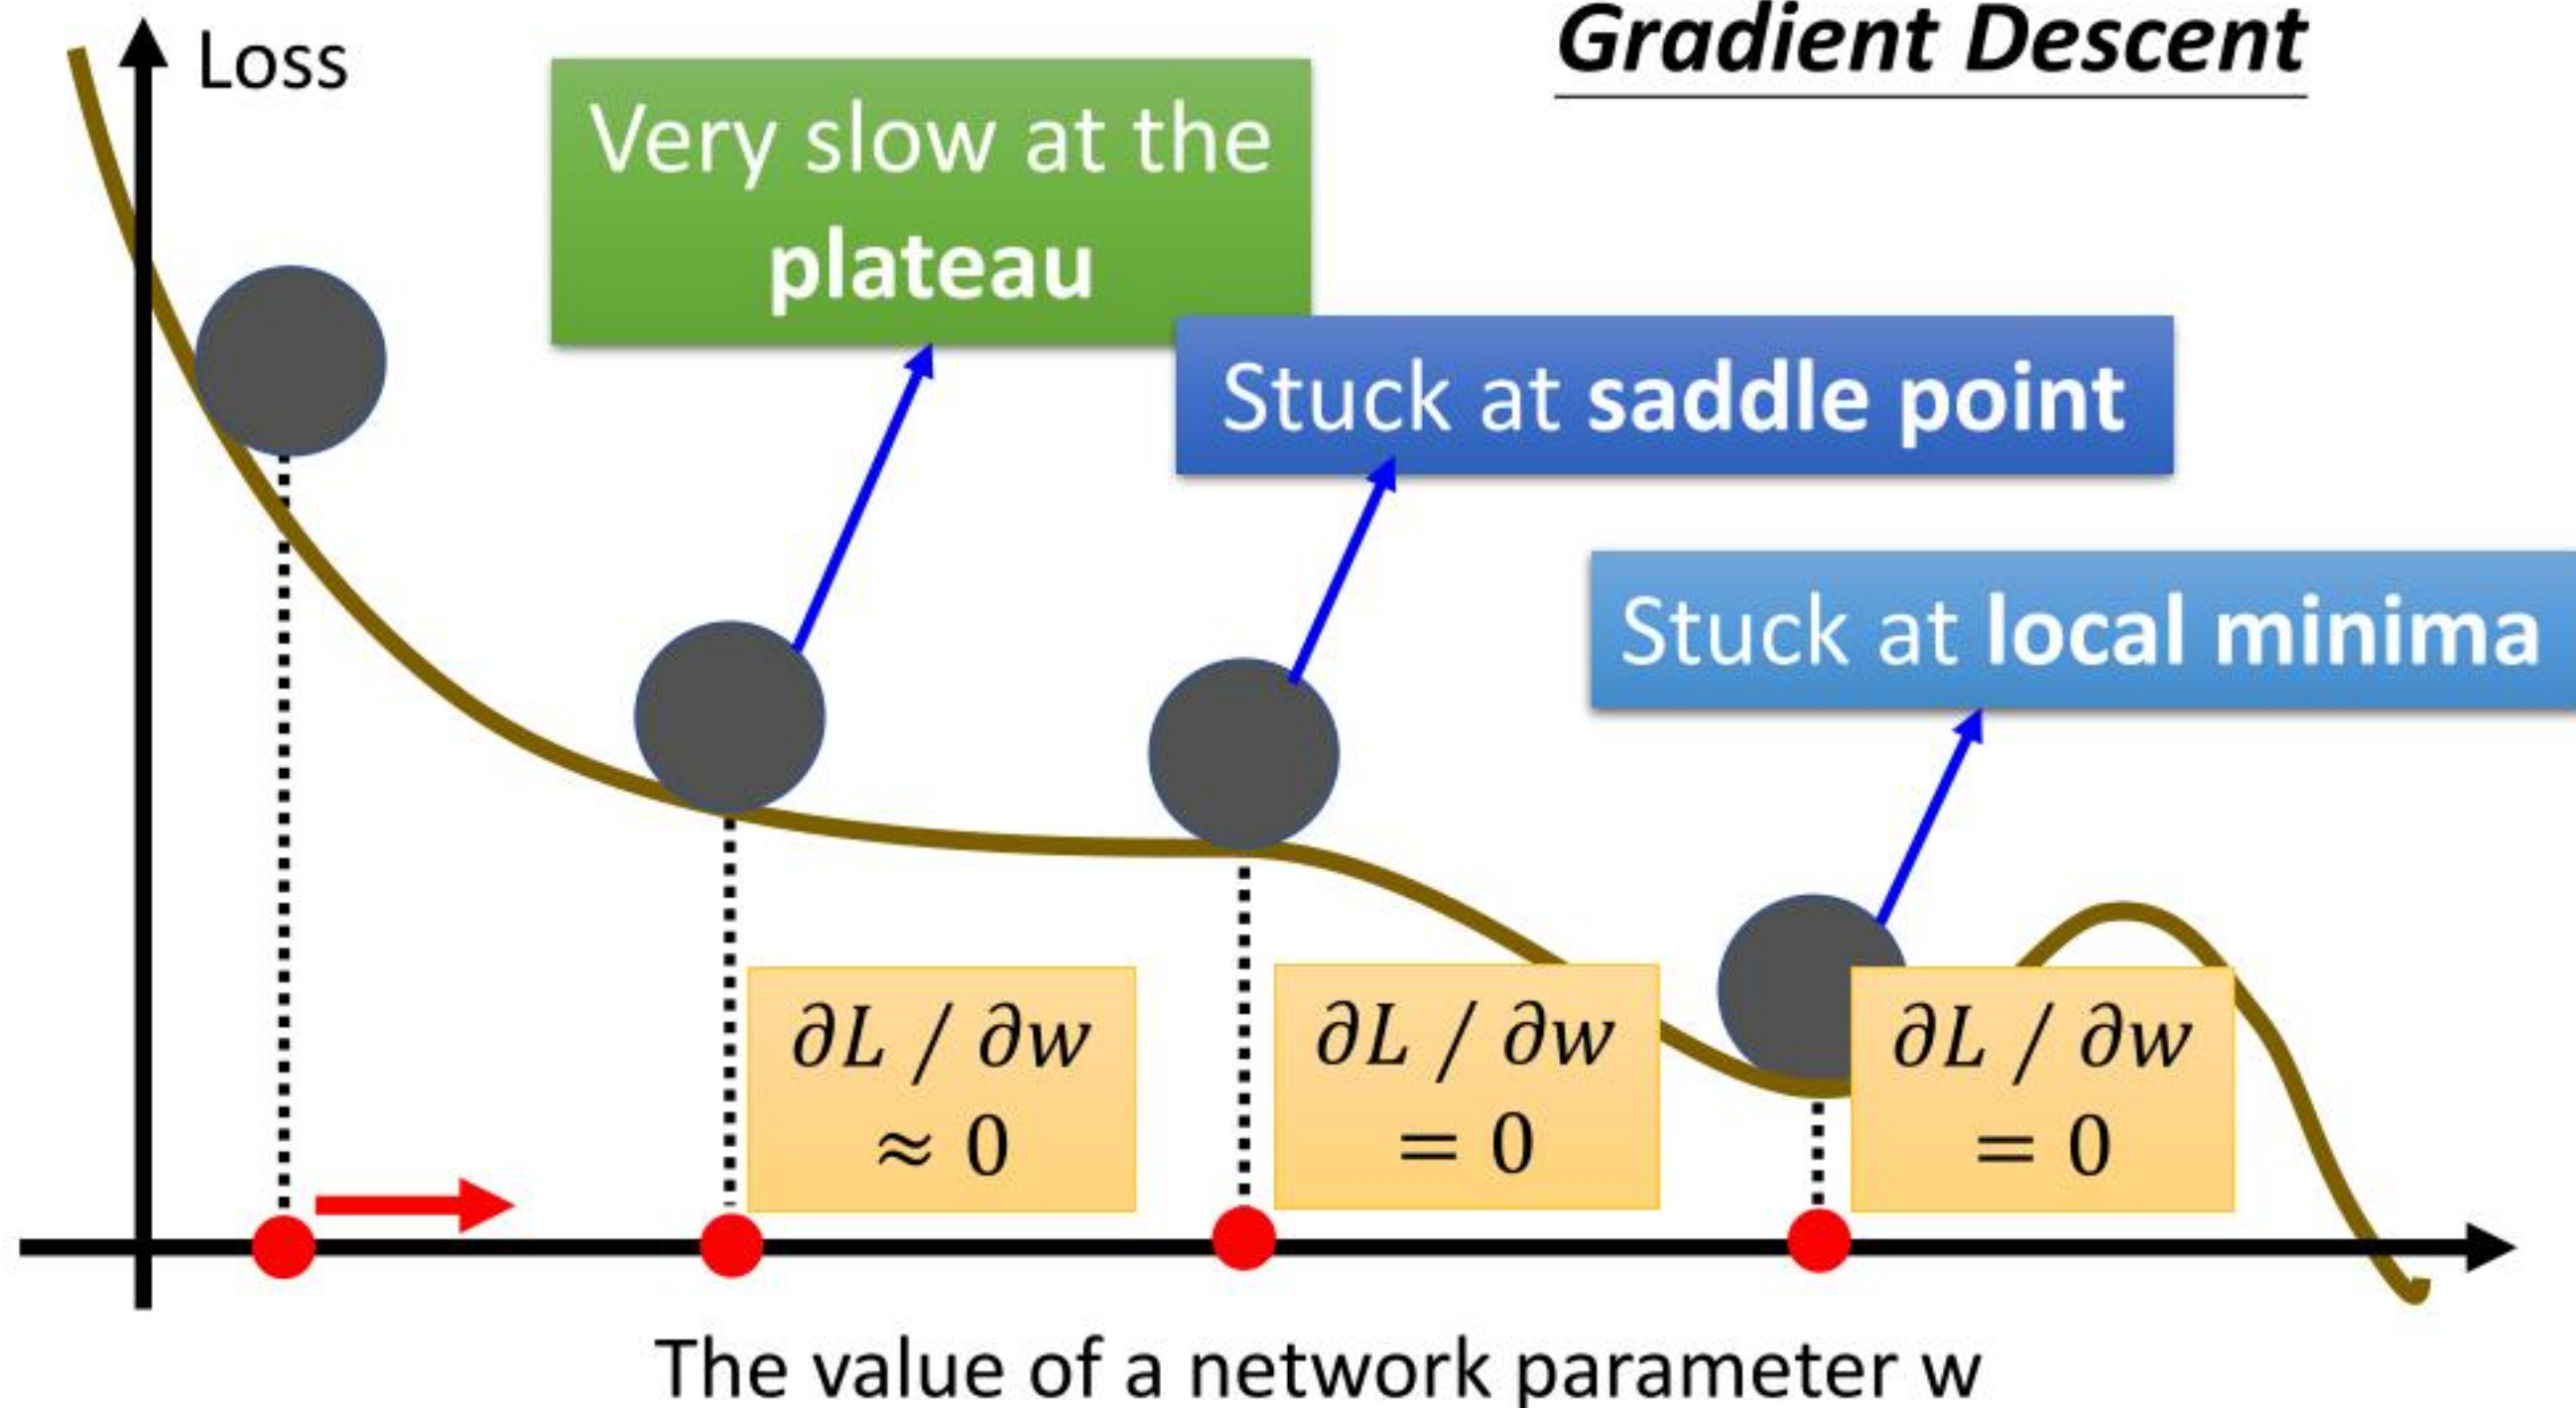 Gradient Descent
Loss
Very slow at the
plateau
Stuck at saddle point
Stuck at local minima
∂L / ∂w
≈ 0
∂L / ∂w
= 0
∂L / ∂w
= 0
The value of a network parameter w